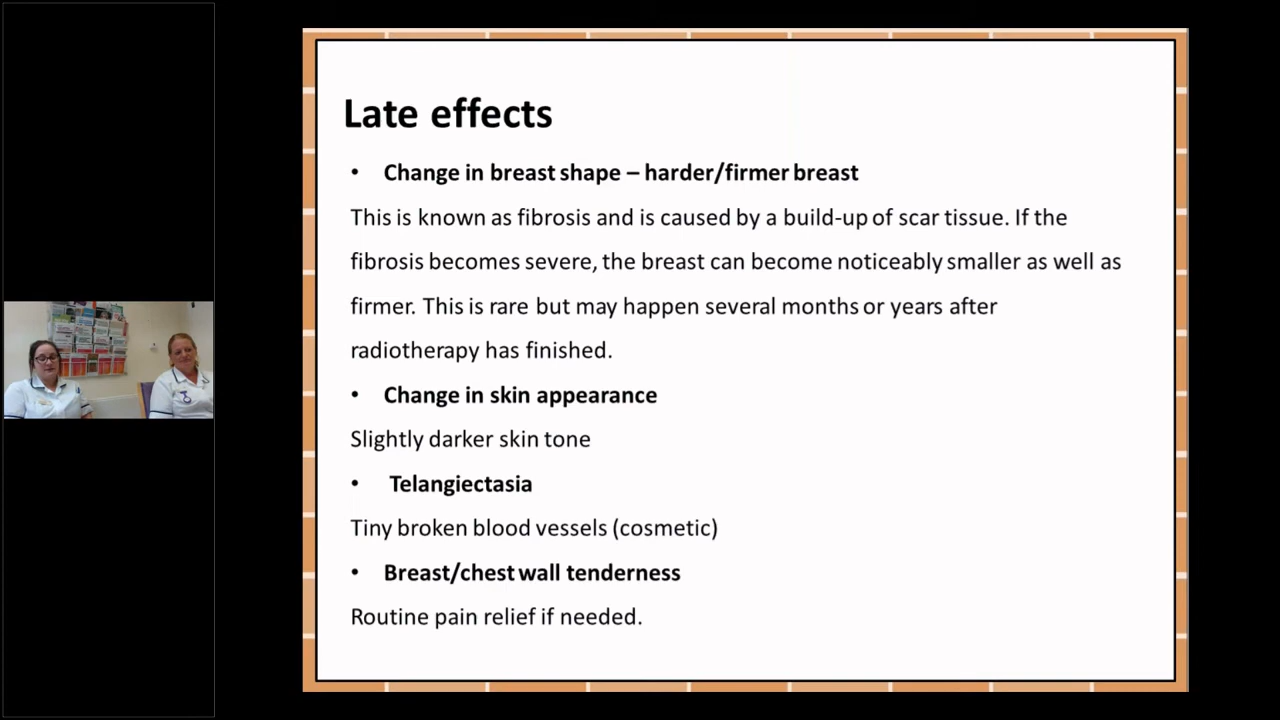 Late effects
• Change in breast shape – harder/firmer breast
This is known as fibrosis and is caused by a build-up of scar tissue. If the
fibrosis becomes severe, the breast can become noticeably smaller as well as
firmer. This is rare but may happen several months or years after
radiotherapy has finished.
• Change in skin appearance
Slightly darker skin tone
• Telangiectasia
Tiny broken blood vessels (cosmetic)
• Breast/chest wall tenderness
Routine pain relief if needed.